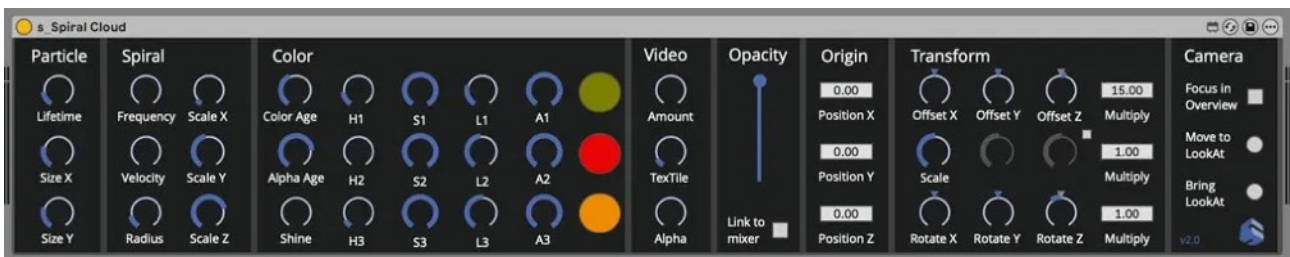 s_Spiral Cloud
Particle
Lifetime
Size X
Size Y
Spiral
Frequency Scale X
Velocity Scale Y
Radius Scale Z
Color
Color Age H1 S1 L1 A1
Alpha Age H2 S2 L2 A2
Shine H3 S3 L3 A3
Video
Amount
TexTile
Alpha
Opacity
Link to
mixer
Origin
0.00
Position X
0.00
Position Y
0.00
Position Z
Transform
15.00
Offset X Offset Y Offset Z Multiply
1.00
Scale Multiply
1.00
Rotate X Rotate Y Rotate Z Multiply
Camera
Focus in
Overview
Move to
LookAt
Bring
LookAt
v2.0